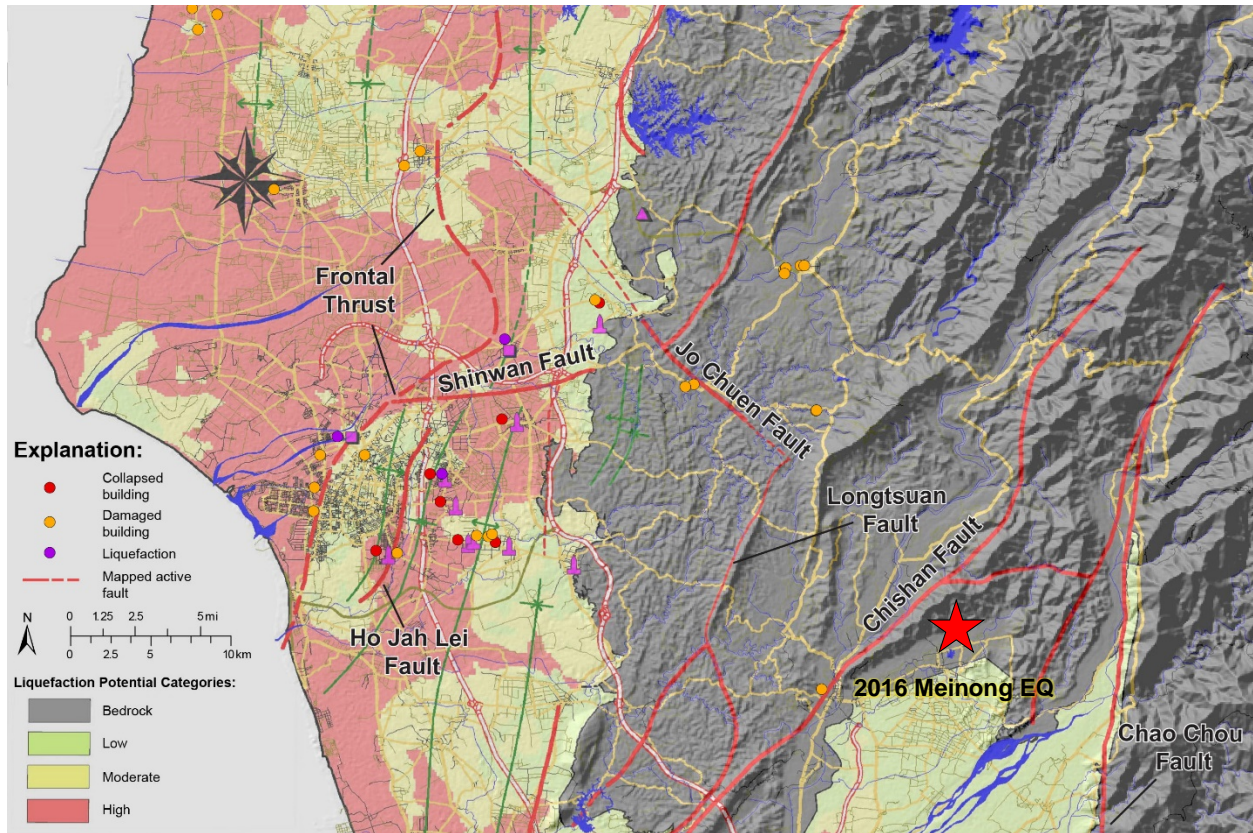 Frontal
Thrust
Shinwan Fault
Jo Chuen Fault
Longtsuan
Fault
Chishan Fault
Ho Jah Lei
Fault
2016 Meinong EQ
Chao Chou
Fault
Explanation:
Collapsed
building
Damaged
building
Liquefaction
Mapped active
fault
N
0 1.25 2.5 5 mi
0 2.5 5 10 km
Liquefaction Potential Categories:
Bedrock
Low
Moderate
High